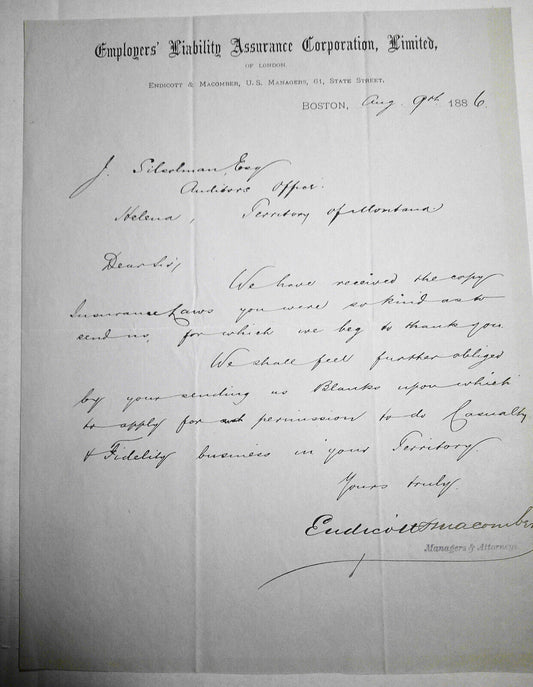 Employers' Liability Assurance Corporation, Limited,
OF LONDON
ENDICOTT & MACOMBER, U.S. MANAGERS, 61, STATE STREET.
BOSTON, Aug. 9th 1886.
J. Silselman, Esq
Auditors Office.
Helena, Territory of Montana
Dear Sir,
We have received the copy
Insurance Laws you were so kind as to
send us, for which we beg to thank you
We shall feel further obliged
by your sending us Blanks upon which
to apply for permission to do Casualty
& Fidelity business in your Territory.
Yours truly.
Endicott & Macomber
Managers & Attorneys.